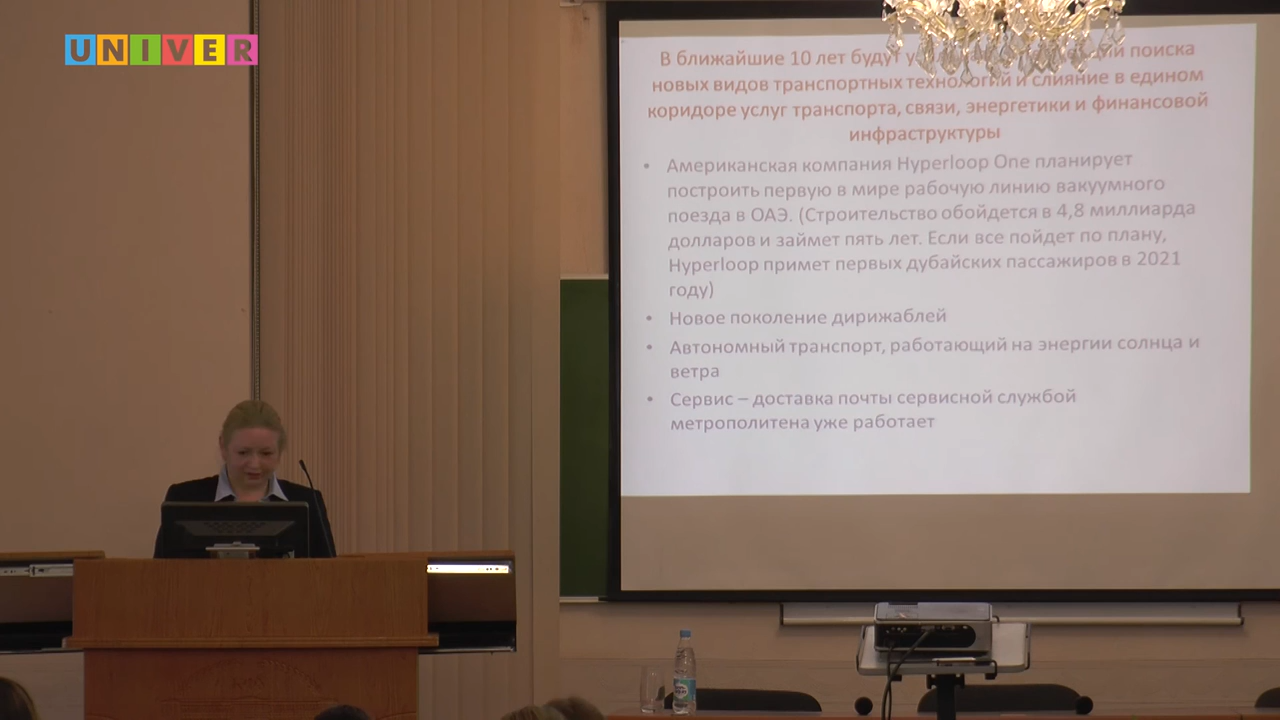 UNIVER
В ближайшие 10 лет будут поиска
новых видов транспортных технологий и слияние в едином
коридоре услуг транспорта, связи, энергетики и финансовой
инфраструктуры
• Американская компания Hyperloop One планирует
построить первую в мире рабочую линию вакуумного
поезда в ОАЭ. (Строительство обойдется в 4,8 миллиарда
долларов и займет пять лет. Если все пойдет по плану,
Hyperloop примет первых дубайских пассажиров в 2021
году)
• Новое поколение дирижаблей
• Автономный транспорт, работающий на энергии солнца и
ветра
• Сервис – доставка почты сервисной службой
метрополитена уже работает